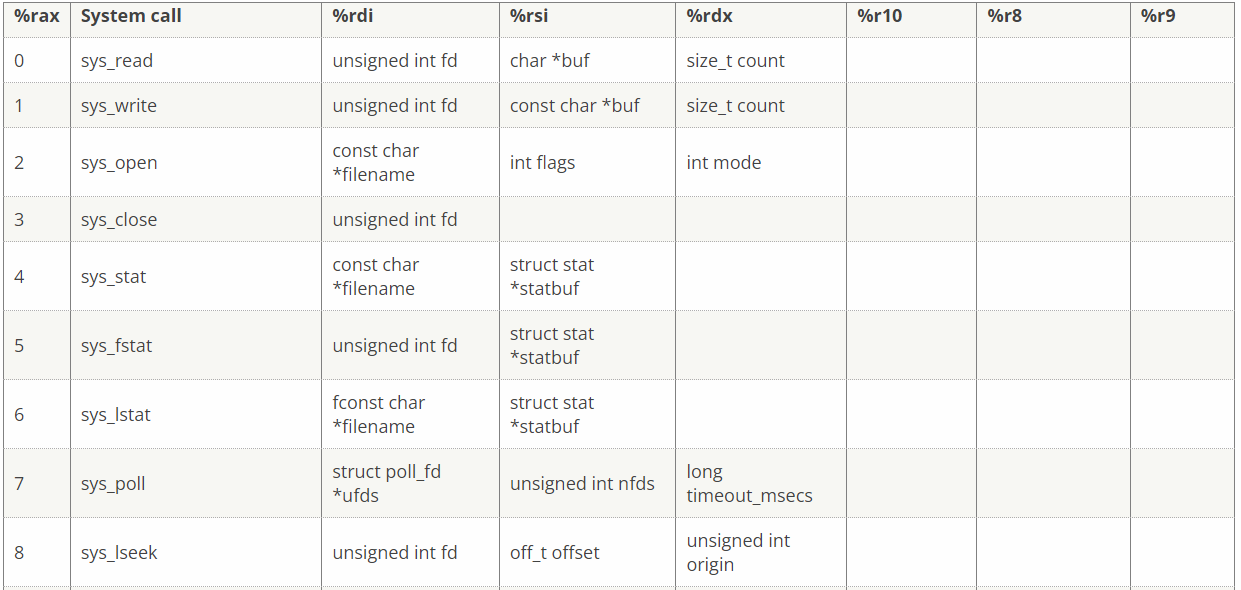 %rax System call %rdi %rsi %rdx %r10 %r8 %r9
0 sys_read unsigned int fd char *buf size_t count
1 sys_write unsigned int fd const char *buf size_t count
2 sys_open const char *filename int flags int mode
3 sys_close unsigned int fd
4 sys_stat const char *filename struct stat *statbuf
5 sys_fstat unsigned int fd struct stat *statbuf
6 sys_lstat fconst char *filename struct stat *statbuf
7 sys_poll struct poll_fd *ufds unsigned int nfds long timeout_msecs
8 sys_lseek unsigned int fd off_t offset unsigned int origin